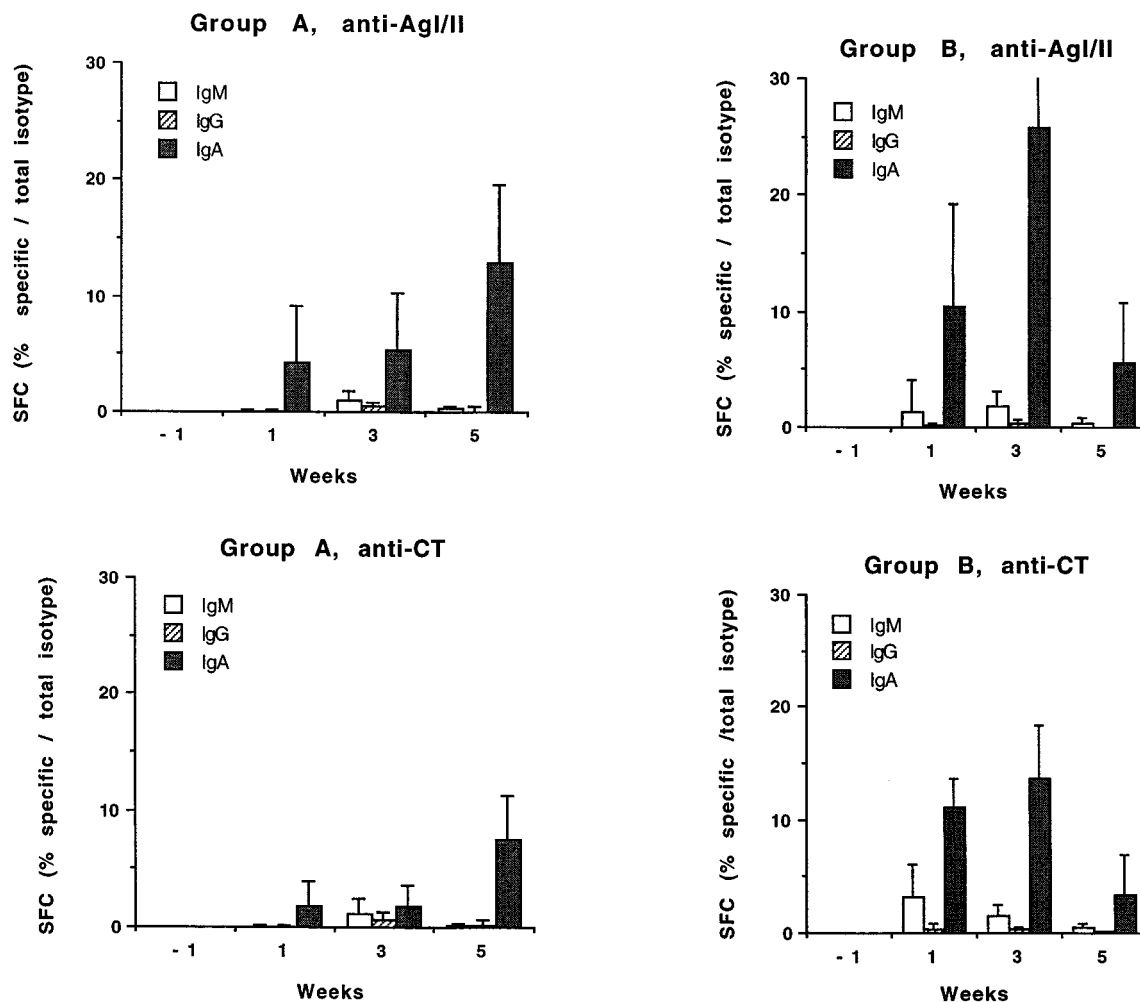 Group A, anti-AgI/II
SFC (% specific / total isotype)
30
20
10
0
IgM
IgG
IgA
- 1 1 3 5
Weeks
Group B, anti-AgI/II
SFC (% specific / total isotype)
30
20
10
0
IgM
IgG
IgA
- 1 1 3 5
Weeks
Group A, anti-CT
SFC (% specific / total isotype)
30
20
10
0
IgM
IgG
IgA
- 1 1 3 5
Weeks
Group B, anti-CT
SFC (% specific /total isotype)
30
20
10
0
IgM
IgG
IgA
- 1 1 3 5
Weeks